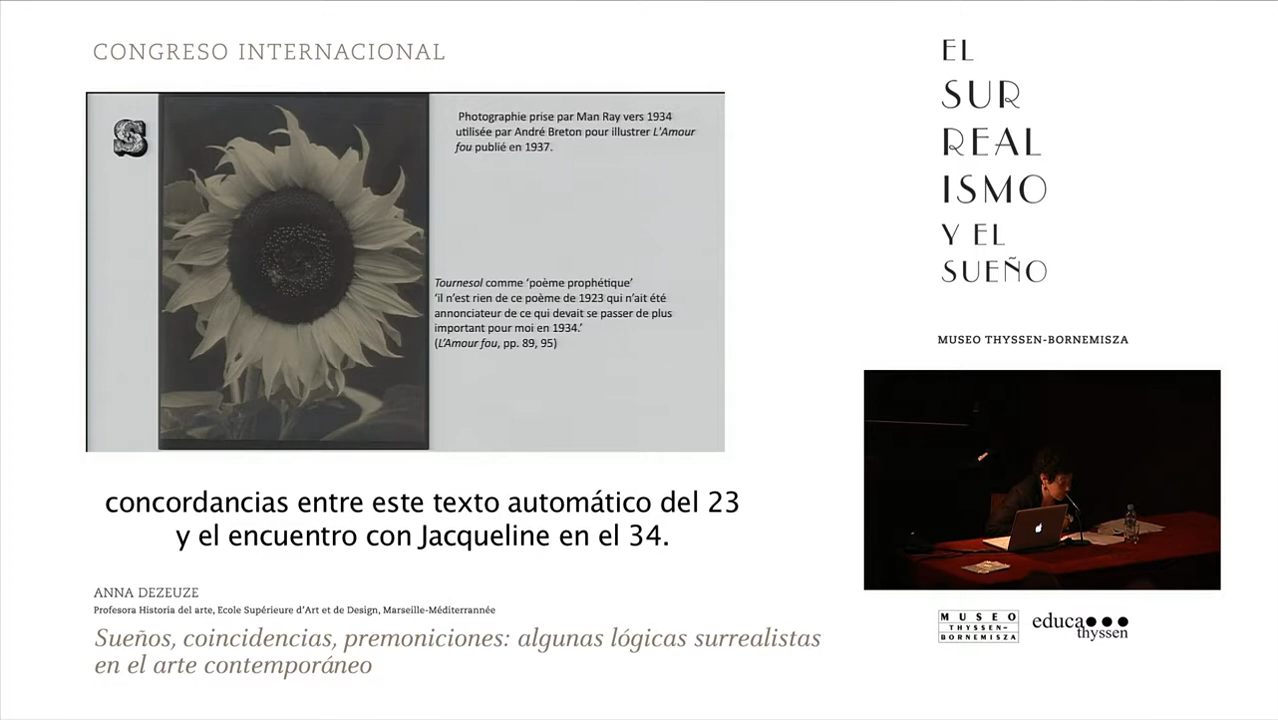 CONGRESO INTERNACIONAL
S
Photographie prise par Man Ray vers 1934
utilisée par André Breton pour illustrer L'Amour
fou publié en 1937.
Tournesol comme 'poème prophétique'
'il n'est rien de ce poème de 1923 qui n'ait été
annonciateur de ce qui devait se passer de plus
important pour moi en 1934.'
(L'Amour fou, pp. 89, 95)
concordancias entre este texto automático del 23
y el encuentro con Jacqueline en el 34.
ANNA DEZEUZE
Profesora Historia del arte, Ecole Supérieure d'Art et de Design, Marseille-Méditerrannée
Sueños, coincidencias, premoniciones: algunas lógicas surrealistas
en el arte contemporáneo
EL
SUR
REAL
ISMO
Y EL
SUEÑO
MUSEO THYSSEN-BORNEMISZA
MUSEO
THYSSEN-
BORNEMISZA
educa
thyssen